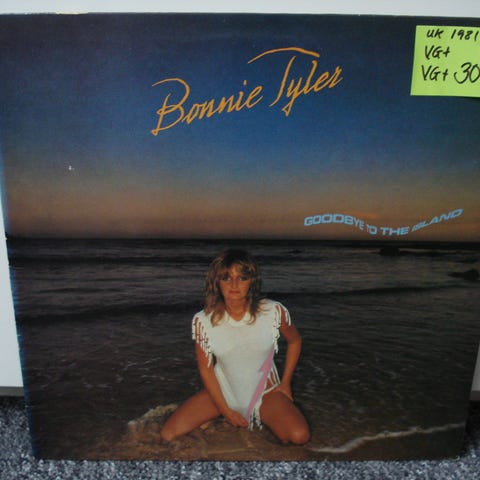 Bonnie Tyler
UK 1981
VG+
VG+ 30
GOODBYE TO THE ISLAND